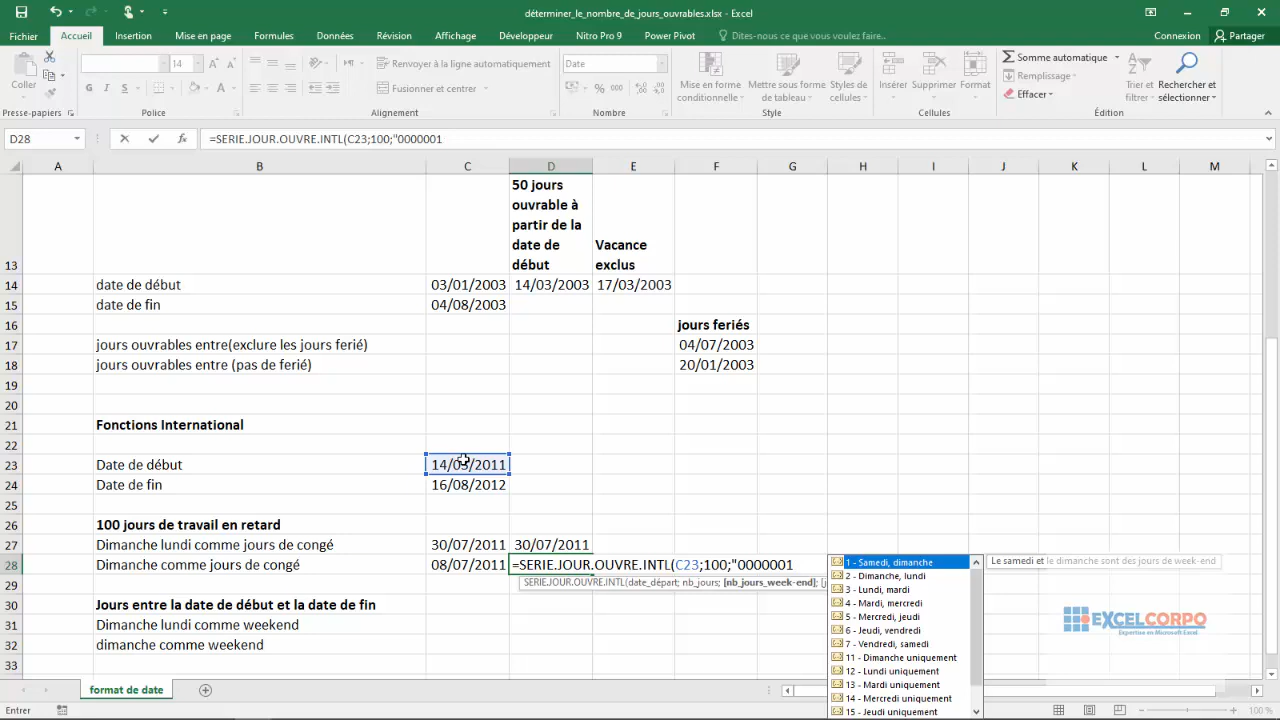 déterminer_le_nombre_de_jours_ouvrables.xlsx - Excel
Fichier Accueil Insertion Mise en page Formules Données Révision Affichage Développeur Nitro Pro 9 Power Pivot Dites-nous ce que vous voulez faire.. Connexion Partager
Coller
14
G I S
Renvoyer à la ligne automatiquement
Fusionner et centrer
Date
% 000
Mise en forme conditionnelle
Mettre sous forme de tableau
Styles de cellules
Insérer Supprimer Format
Somme automatique
Remplissage
Effacer
Trier et filtrer
Rechercher et sélectionner
Presse-papiers Police Alignement Nombre Style Cellules Édition
D28 fx =SERIE.JOUR.OUVRE.INTL(C23;100;"0000001
A B C D E F G H I J K L M
50 jours
ouvrable à
partir de la
date de Vacance
13 début exclus
14 date de début 03/01/2003 14/03/2003 17/03/2003
15 date de fin 04/08/2003
16 jours feriés
17 jours ouvrables entre(exclure les jours ferié) 04/07/2003
18 jours ouvrables entre (pas de ferié) 20/01/2003
19
20
21 Fonctions International
22
23 Date de début 14/03/2011
24 Date de fin 16/08/2012
25
26 100 jours de travail en retard
27 Dimanche lundi comme jours de congé 30/07/2011 30/07/2011
28 Dimanche comme jours de congé 08/07/2011 =SERIE.JOUR.OUVRE.INTL(C23;100;"0000001
SERIE.JOUR.OUVRE.INTL(date_départ; nb_jours; [nb_jours_week-end]; [j
29
30 Jours entre la date de début et la date de fin
31 Dimanche lundi comme weekend
32 dimanche comme weekend
33
1 - Samedi, dimanche
2 - Dimanche, lundi
3 - Lundi, mardi
4 - Mardi, mercredi
5 - Mercredi, jeudi
6 - Jeudi, vendredi
7 - Vendredi, samedi
11 - Dimanche uniquement
12 - Lundi uniquement
13 - Mardi uniquement
14 - Mercredi uniquement
15 - Jeudi uniquement
Le samedi et le dimanche sont des jours de week-end
EXCELCORPO
Expertise en Microsoft Excel
format de date
Entrer 100 %